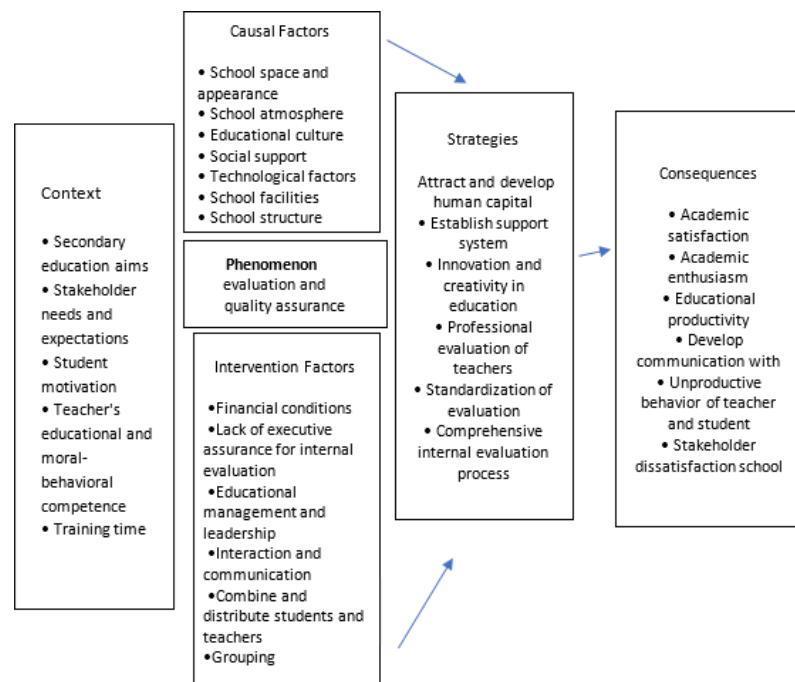 Context
• Secondary
education aims
• Stakeholder
needs and
expectations
• Student
motivation
• Teacher's
educational and
moral-
behavioral
competence
• Training time
Causal Factors
• School space and
appearance
• School atmosphere
• Educational culture
• Social support
• Technological factors
• School facilities
• School structure
Phenomenon
evaluation and
quality assurance
Intervention Factors
•Financial conditions
•Lack of executive
assurance for internal
evaluation
•Educational
management and
leadership
•Interaction and
communication
•Combine and
distribute students and
teachers
•Grouping
Strategies
Attract and develop
human capital
• Establish support
system
• Innovation and
creativity in
education
• Professional
evaluation of
teachers
• Standardization of
evaluation
• Comprehensive
internal evaluation
process
Consequences
• Academic
satisfaction
• Academic
enthusiasm
• Educational
productivity
• Develop
communication with
• Unproductive
behavior of teacher
and student
• Stakeholder
dissatisfaction school